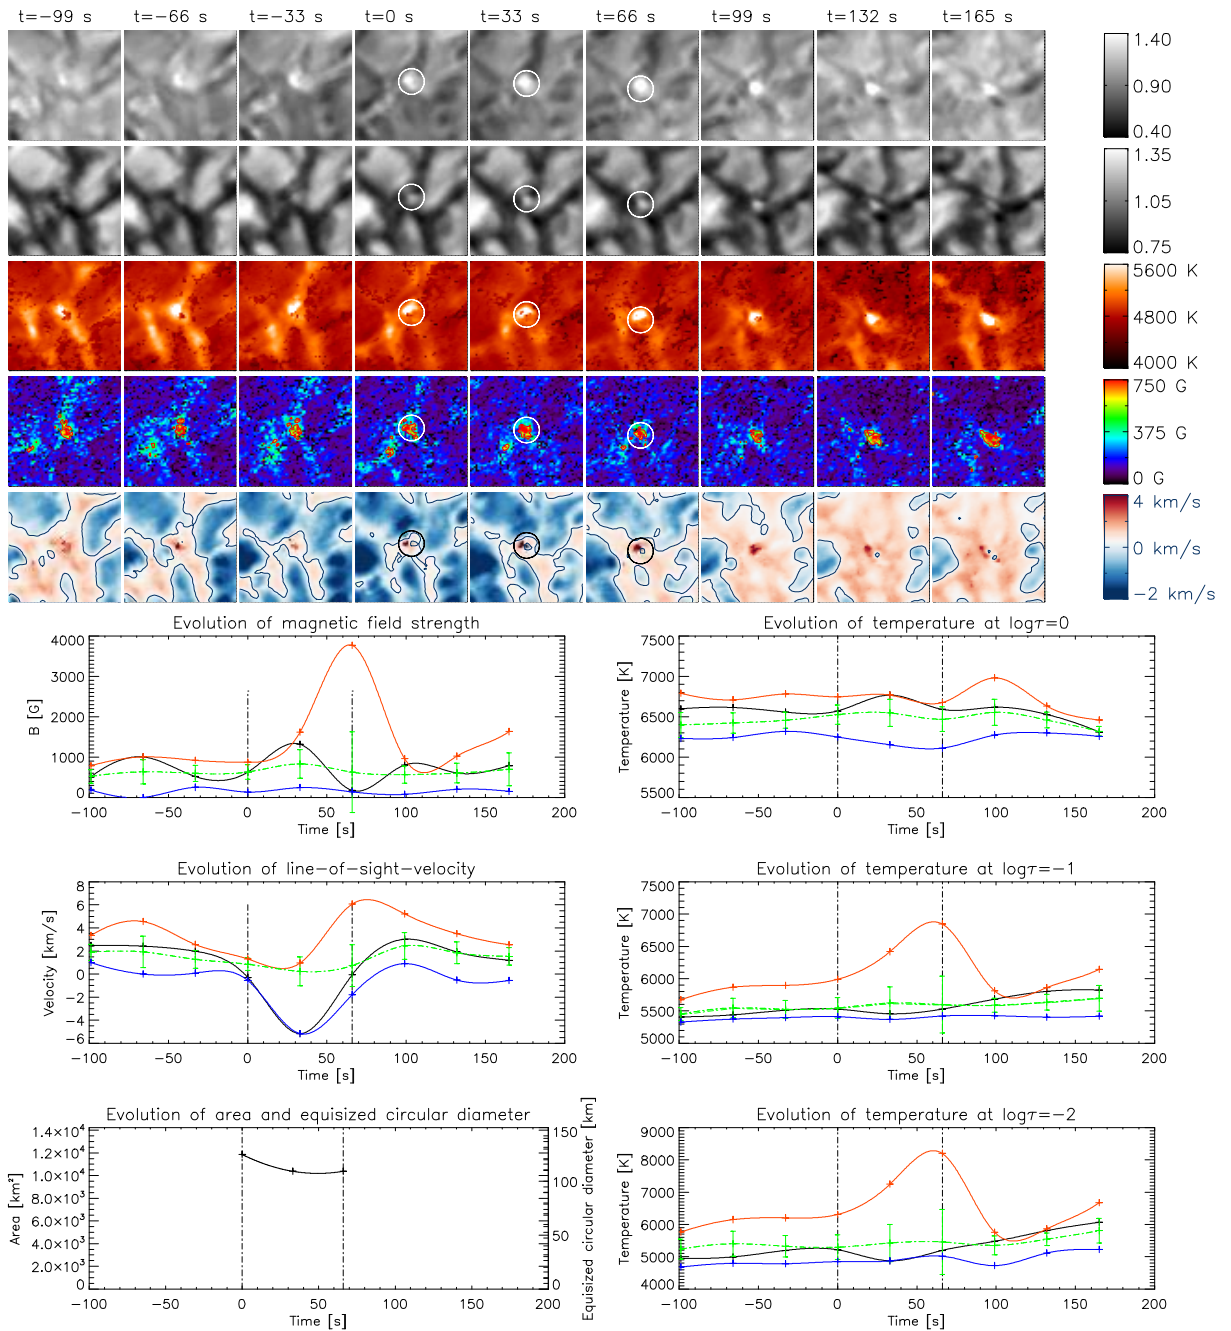 t=−99 s t=−66 s t=−33 s t=0 s t=33 s t=66 s t=99 s t=132 s t=165 s
1.40
0.90
0.40
1.35
1.05
0.75
5600 K
4800 K
4000 K
750 G
375 G
0 G
4 km/s
0 km/s
−2 km/s
Evolution of magnetic field strength
4000
3000
2000
1000
0
B [G]
−100 −50 0 50 100 150 200
Time [s]
Evolution of temperature at logτ=0
7500
7000
6500
6000
5500
Temperature [K]
−100 −50 0 50 100 150 200
Time [s]
Evolution of line−of−sight−velocity
8
6
4
2
0
−2
−4
−6
Velocity [km/s]
−100 −50 0 50 100 150 200
Time [s]
Evolution of temperature at logτ=−1
7500
7000
6500
6000
5500
5000
Temperature [K]
−100 −50 0 50 100 150 200
Time [s]
Evolution of area and equisized circular diameter
1.4×10⁴
1.2×10⁴
1.0×10⁴
8.0×10³
6.0×10³
4.0×10³
2.0×10³
0
Area [km²]
150
100
50
0
Equisized circular diameter [km]
−100 −50 0 50 100 150 200
Time [s]
Evolution of temperature at logτ=−2
9000
8000
7000
6000
5000
4000
Temperature [K]
−100 −50 0 50 100 150 200
Time [s]